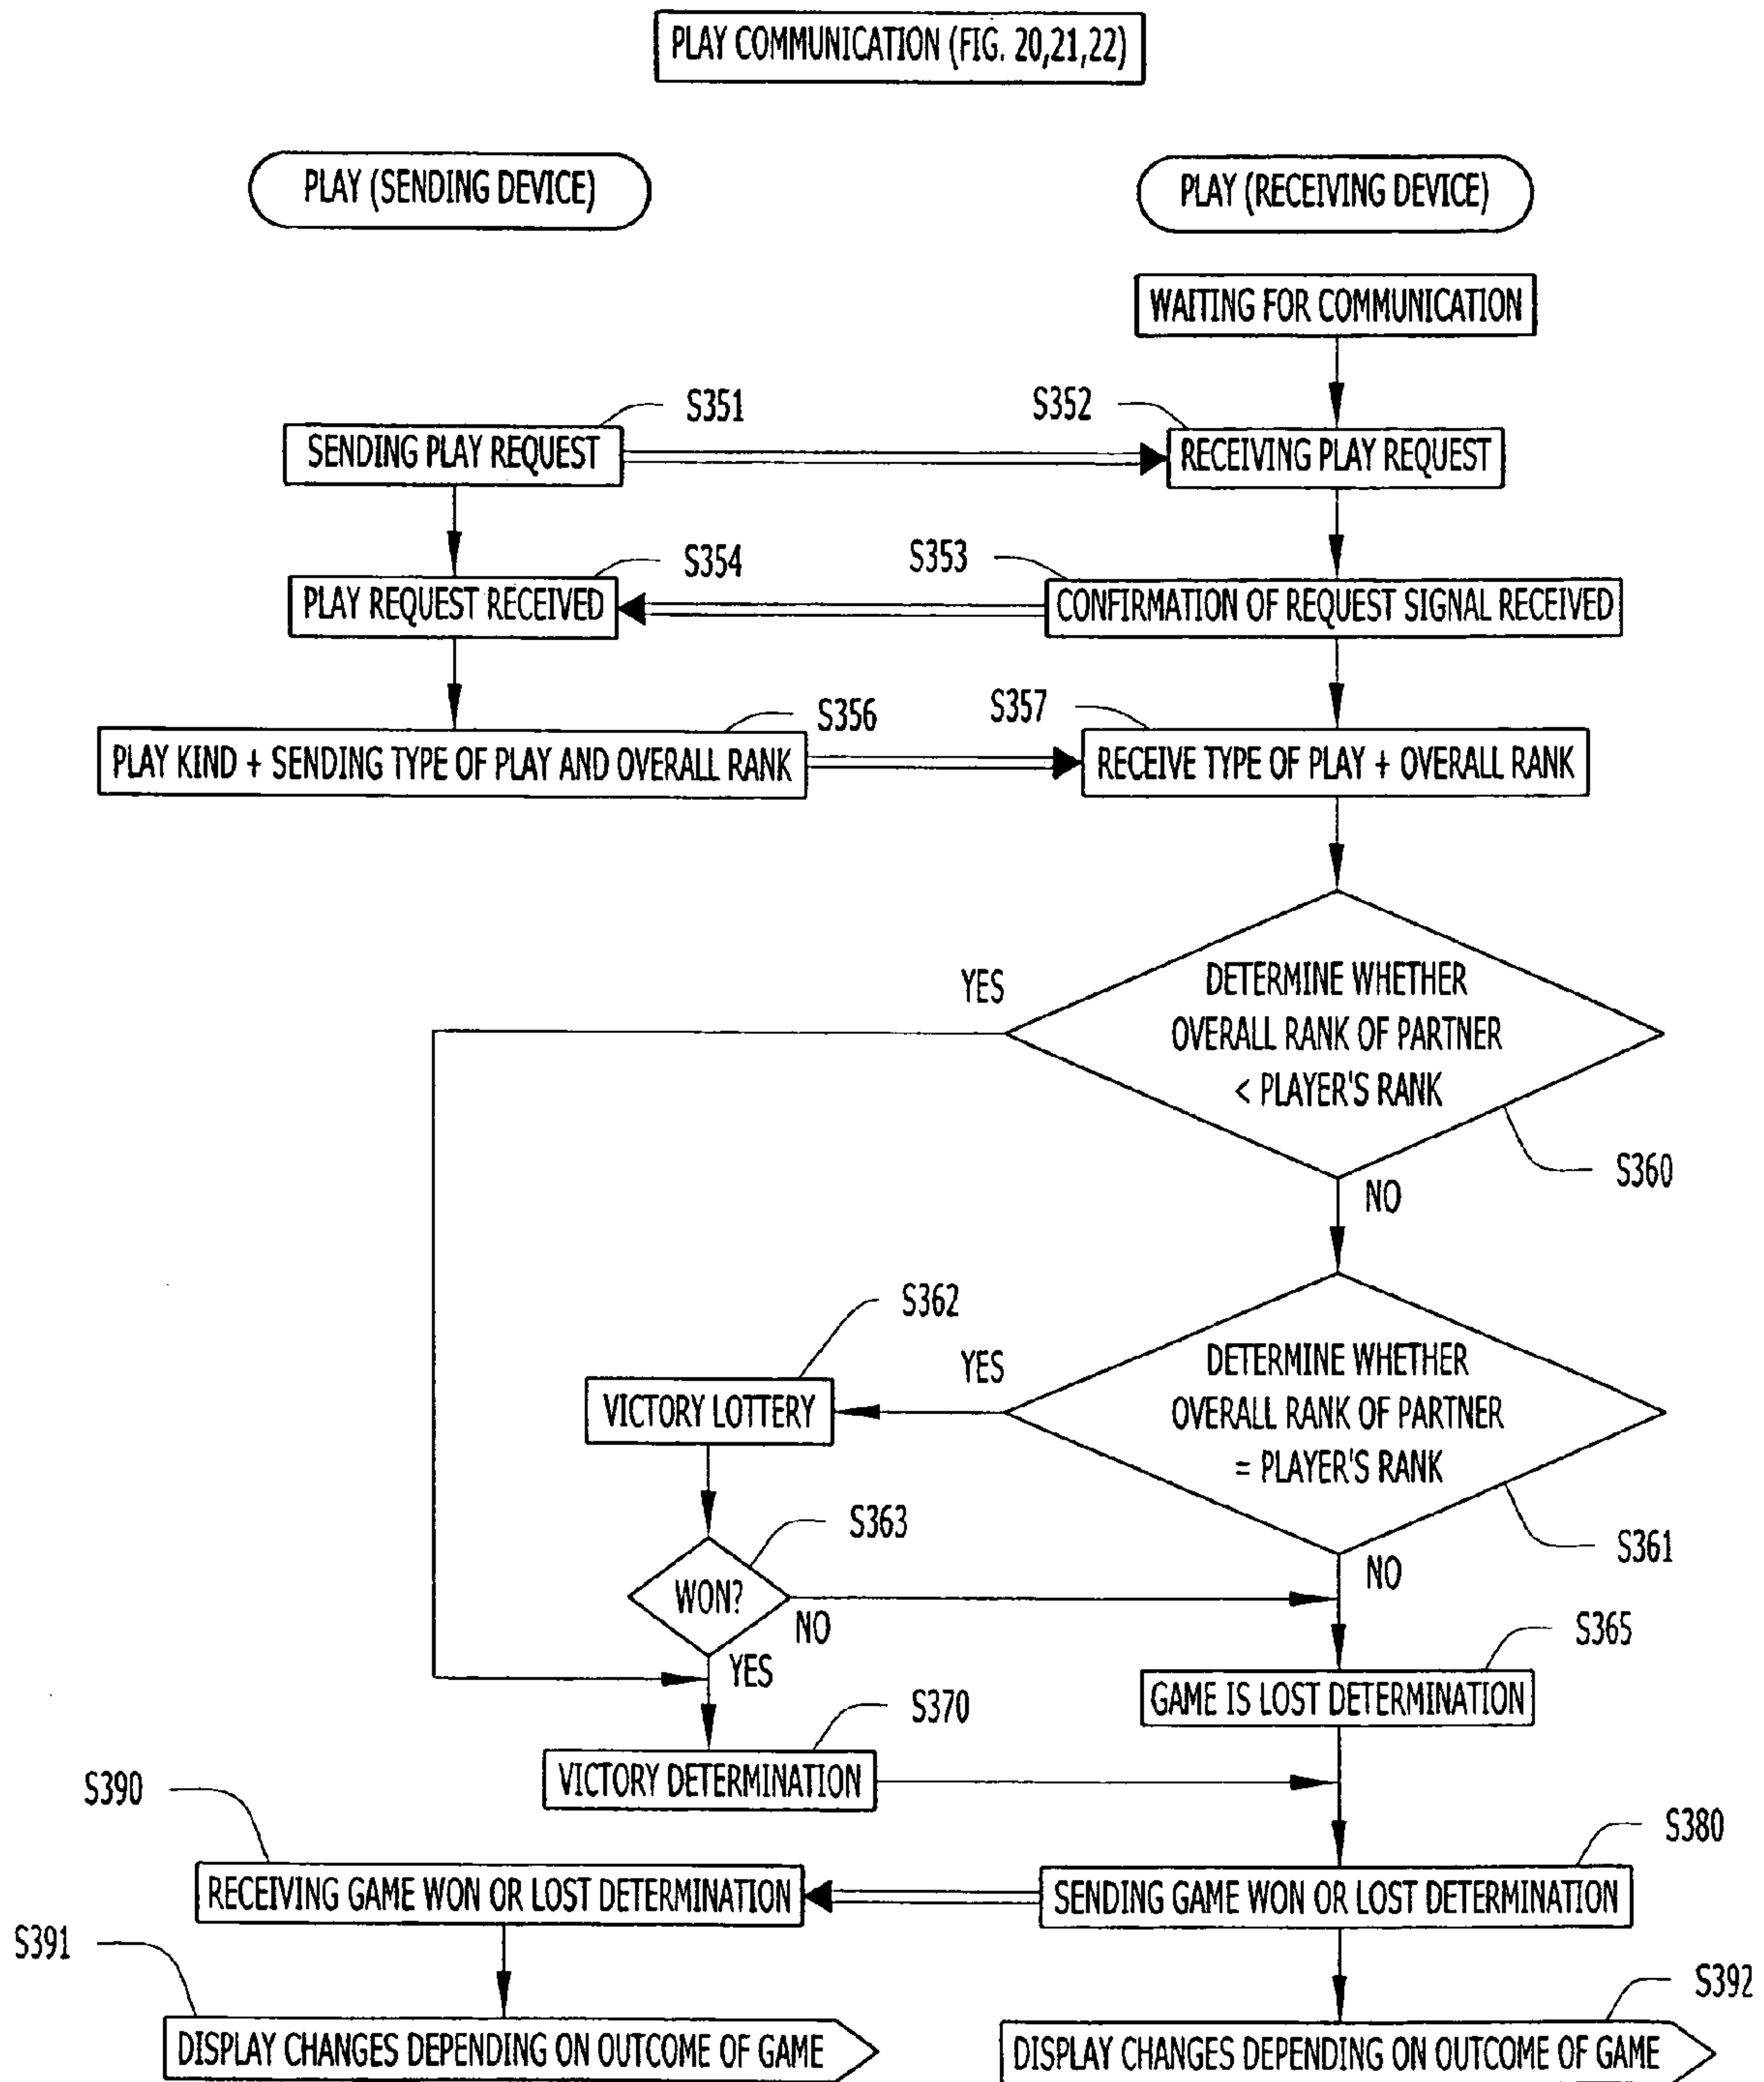 PLAY COMMUNICATION (FIG. 20,21,22)
PLAY (SENDING DEVICE)
PLAY (RECEIVING DEVICE)
WAITING FOR COMMUNICATION
S351
S352
SENDING PLAY REQUEST
RECEIVING PLAY REQUEST
S354
S353
PLAY REQUEST RECEIVED
CONFIRMATION OF REQUEST SIGNAL RECEIVED
S356
S357
PLAY KIND + SENDING TYPE OF PLAY AND OVERALL RANK
RECEIVE TYPE OF PLAY + OVERALL RANK
YES
DETERMINE WHETHER
OVERALL RANK OF PARTNER
< PLAYER'S RANK
S360
NO
S362
YES
DETERMINE WHETHER
OVERALL RANK OF PARTNER
= PLAYER'S RANK
VICTORY LOTTERY
S363
S361
WON?
NO
NO
YES
S365
GAME IS LOST DETERMINATION
S370
VICTORY DETERMINATION
S390
S380
RECEIVING GAME WON OR LOST DETERMINATION
SENDING GAME WON OR LOST DETERMINATION
S391
S392
DISPLAY CHANGES DEPENDING ON OUTCOME OF GAME
DISPLAY CHANGES DEPENDING ON OUTCOME OF GAME